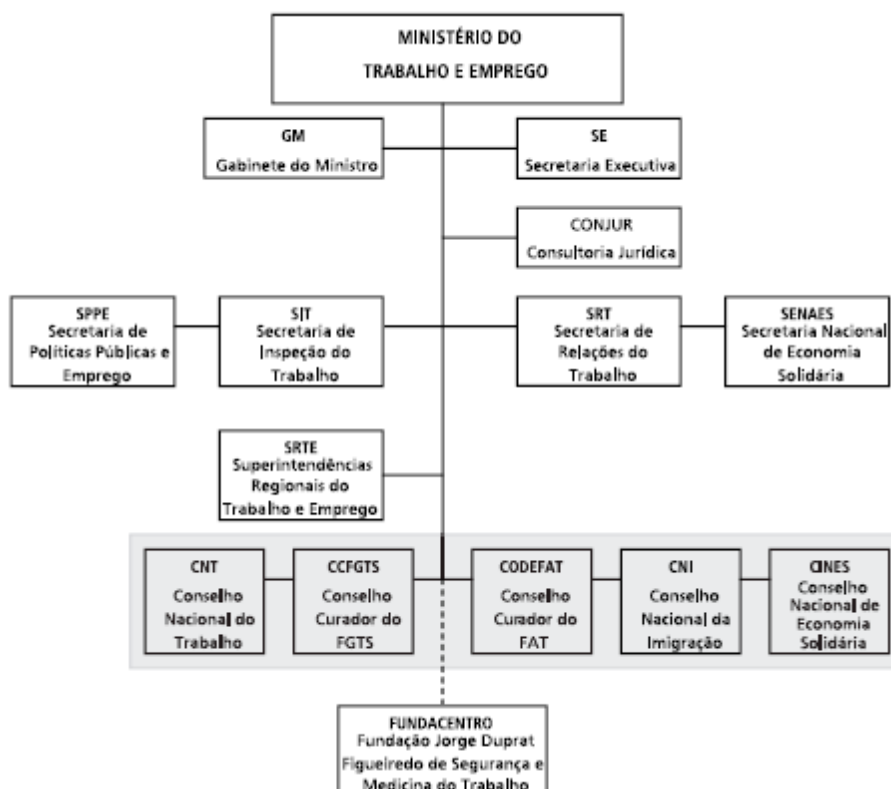 MINISTÉRIO DO
TRABALHO E EMPREGO
GM
Gabinete do Ministro
SE
Secretaria Executiva
CONJUR
Consultoria Jurídica
SPPE
Secretaria de
Políticas Públicas e
Emprego
SIT
Secretaria de
Inspeção do
Trabalho
SRT
Secretaria de
Relações do
Trabalho
SENAES
Secretaria Nacional
de Economia
Solidária
SRTE
Superintendências
Regionais do
Trabalho e Emprego
CNT
Conselho
Nacional do
Trabalho
CCFGTS
Conselho
Curador do
FGTS
CODEFAT
Conselho
Curador do
FAT
CNI
Conselho
Nacional da
Imigração
CINES
Conselho
Nacional de
Economia
Solidária
FUNDACENTRO
Fundação Jorge Duprat
Figueiredo de Segurança e
Medicina do Trabalho